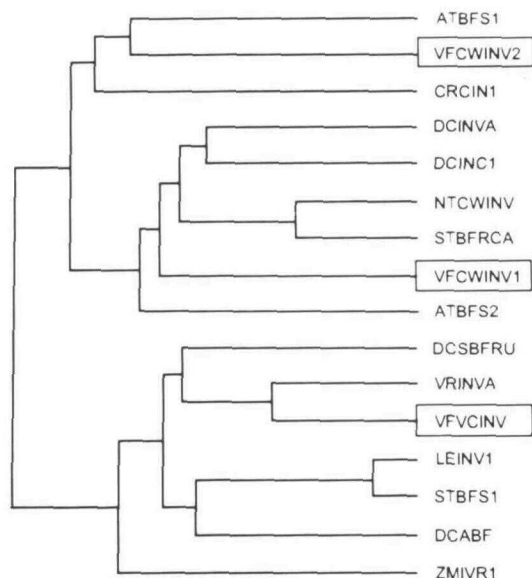 ATBFS1
VFCWINV2
CRCIN1
DCINVA
DCINC1
NTCWINV
STBFRCA
VFCWINV1
ATBFS2
DCSBFRU
VRINVA
VFVCINV
LEINV1
STBFS1
DCABF
ZMIVR1